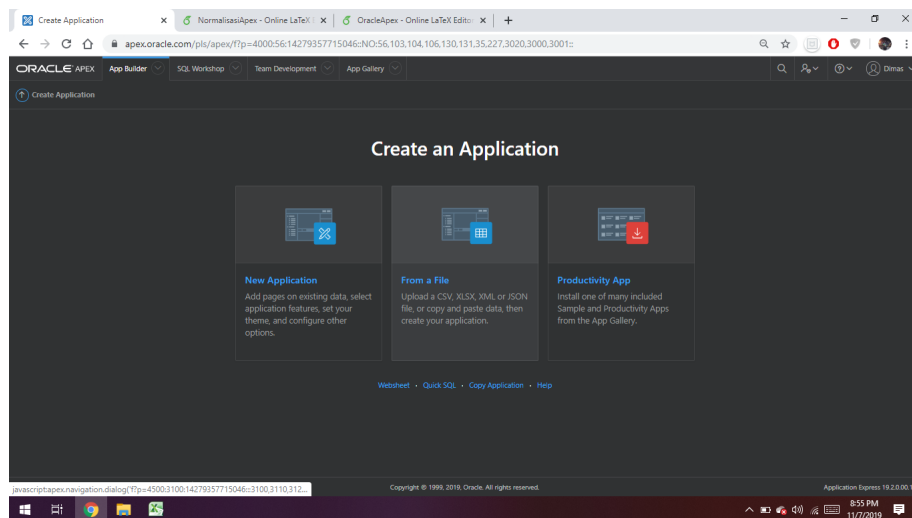 Create Application
NormalisasiApex - Online LaTeX E
OracleApex - Online LaTeX Editor
apex.oracle.com/pls/apex/f?p=4000:56:14279357715046::NO:56,103,104,106,130,131,35,227,3020,3000,3001::
ORACLE APEX App Builder SQL Workshop Team Development App Gallery Dimas
Create Application
Create an Application
New Application
Add pages on existing data, select
application features, set your
theme, and configure other
options.
From a File
Upload a CSV, XLSX, XML or JSON
file, or copy and paste data, then
create your application.
Productivity App
Install one of many included
Sample and Productivity Apps
from the App Gallery.
Websheet • Quick SQL • Copy Application • Help
javascript:apex.navigation.dialog('f?p=4500:3100:14279357715046:::3100,3110,312...
Copyright © 1999, 2019, Oracle. All rights reserved.
Application Express 19.2.0.00.1
8:55 PM
11/7/2019